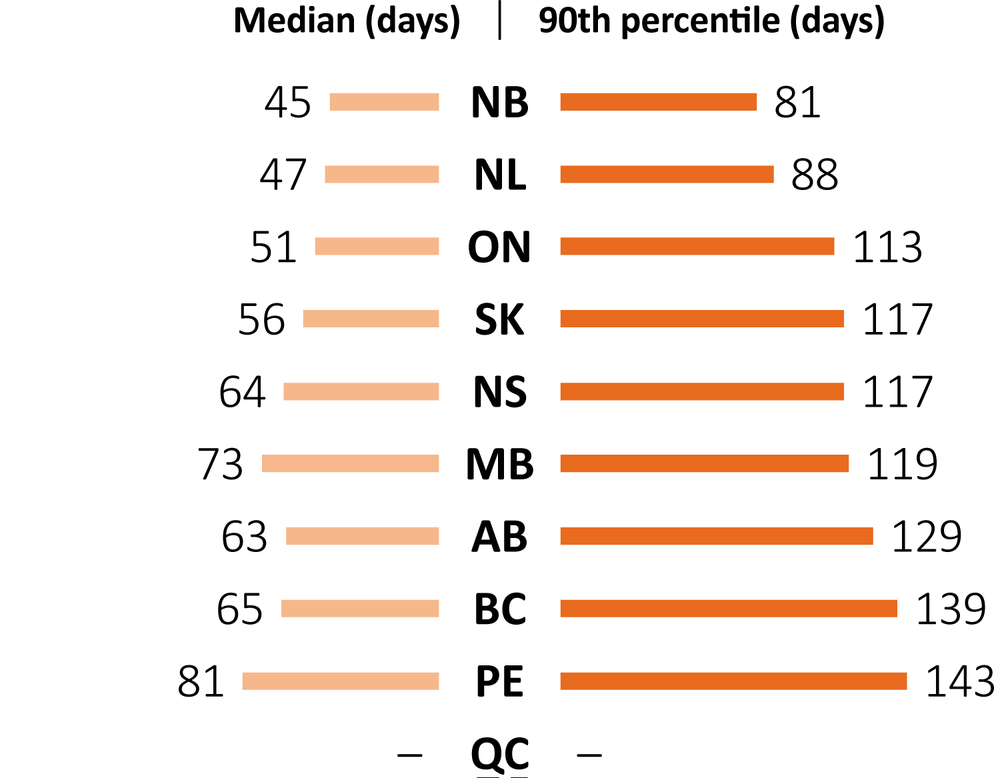 Median (days) | 90th percentile (days)
45 NB 81
47 NL 88
51 ON 113
56 SK 117
64 NS 117
73 MB 119
63 AB 129
65 BC 139
81 PE 143
– QC –